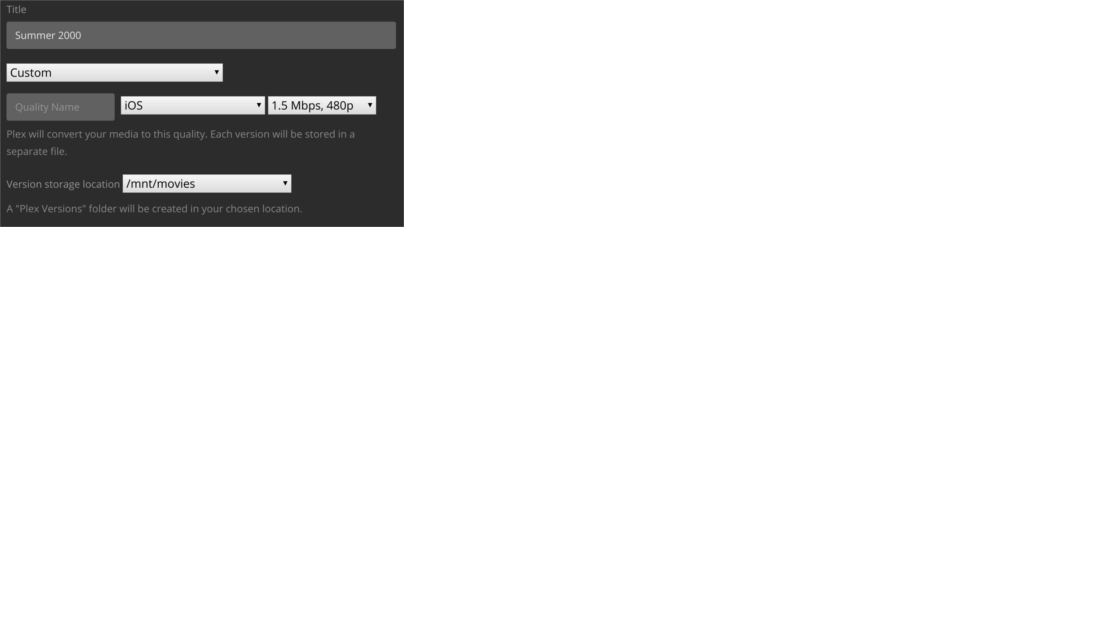 Title
Summer 2000
Custom
Quality Name iOS 1.5 Mbps, 480p
Plex will convert your media to this quality. Each version will be stored in a
separate file.
Version storage location /mnt/movies
A "Plex Versions" folder will be created in your chosen location.